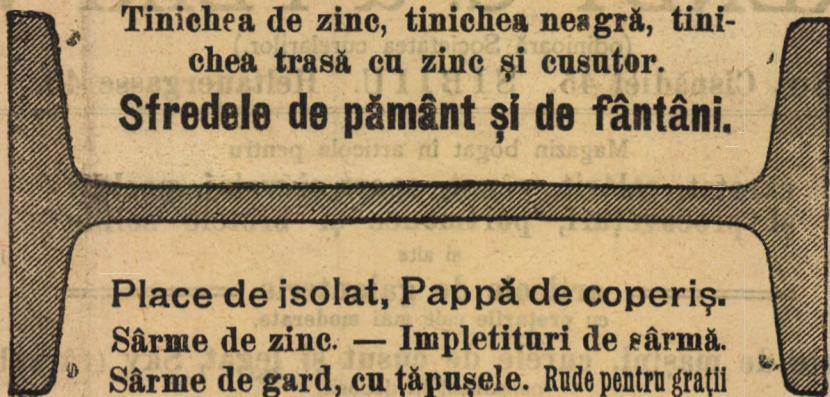 Tinichea de zinc, tinichea neagră, tini-
chea trasă cu zinc și cusutor.
Sfredele de pământ și de fântâni.
Place de isolat, Pappă de coperiș.
Sârme de zinc. — Impletituri de sârmă.
Sârme de gard, cu țăpușele. Rude pentru grații